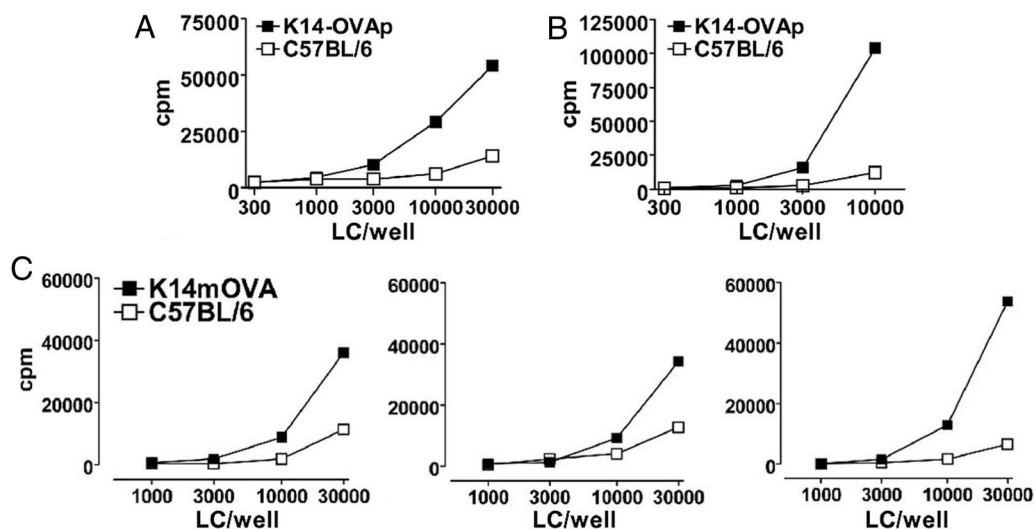 A
75000
50000
25000
0
cpm
K14-OVAp
C57BL/6
300 1000 3000 10000 30000
LC/well
B
125000
100000
75000
50000
25000
0
cpm
K14-OVAp
C57BL/6
300 1000 3000 10000
LC/well
C
60000
40000
20000
0
cpm
K14mOVA
C57BL/6
1000 3000 10000 30000
LC/well
60000
40000
20000
0
1000 3000 10000 30000
LC/well
60000
40000
20000
0
1000 3000 10000 30000
LC/well